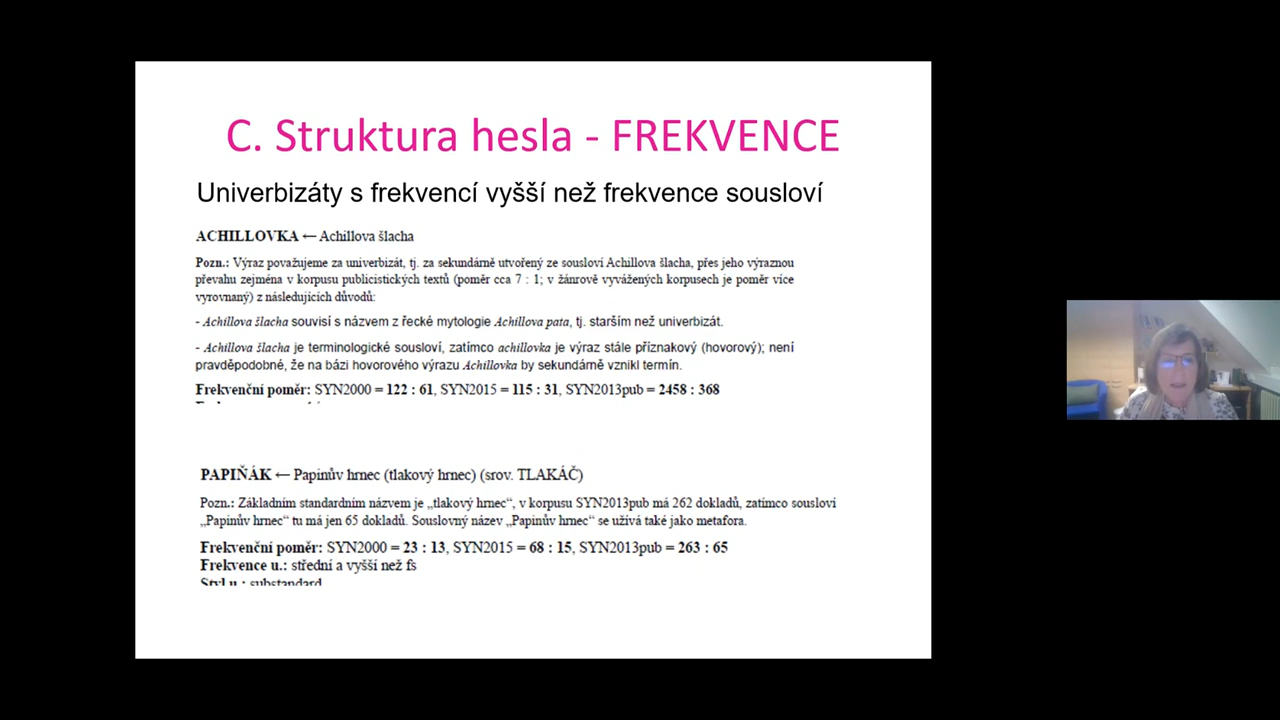 C. Struktura hesla - FREKVENCE
Univerbizáty s frekvencí vyšší než frekvence sousloví
ACHILLOVKA ← Achillova šlacha
Pozn.: Výraz považujeme za univerbizát, tj. za sekundárně utvořený ze sousloví Achillova šlacha, přes jeho výraznou
převahu zejména v korpusu publicistických textů (poměr cca 7 : 1; v žánrově vyvážených korpusech je poměr více
vyrovnaný) z následujících důvodů:
- Achillova šlacha souvisí s názvem z řecké mytologie Achillova pata, tj. starším než univerbizát.
- Achillova šlacha je terminologické sousloví, zatímco achillovka je výraz stále příznakový (hovorový); není
pravděpodobné, že na bázi hovorového výrazu Achillovka by sekundárně vznikl termín.
Frekvenční poměr: SYN2000 = 122 : 61, SYN2015 = 115 : 31, SYN2013pub = 2458 : 368
PAPIŇÁK ← Papinův hrnec (tlakový hrnec) (srov. TLAKÁČ)
Pozn.: Základním standardním názvem je „tlakový hrnec“, v korpusu SYN2013pub má 262 dokladů, zatímco sousloví
„Papinův hrnec“ tu má jen 65 dokladů. Souslovný název „Papinův hrnec“ se užívá také jako metafora.
Frekvenční poměr: SYN2000 = 23 : 13, SYN2015 = 68 : 15, SYN2013pub = 263 : 65
Frekvence u.: střední a vyšší než fs
Styl u.: substandard